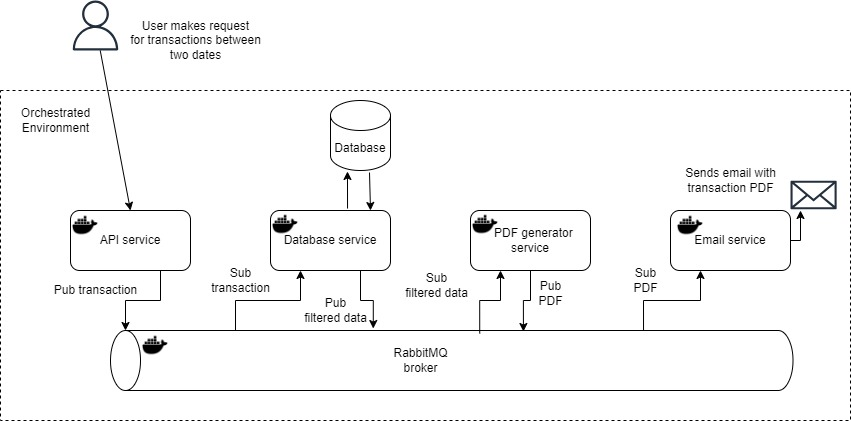 User makes request
for transactions between
two dates
Orchestrated
Environment
Database
Sends email with
transaction PDF
API service
Database service
PDF generator
service
Email service
Pub transaction
Sub
transaction
Pub
filtered data
Sub
filtered data
Pub
PDF
Sub
PDF
RabbitMQ
broker